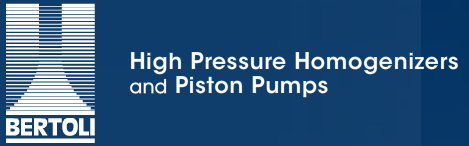 High Pressure Homogenizers
and Piston Pumps
BERTOLI